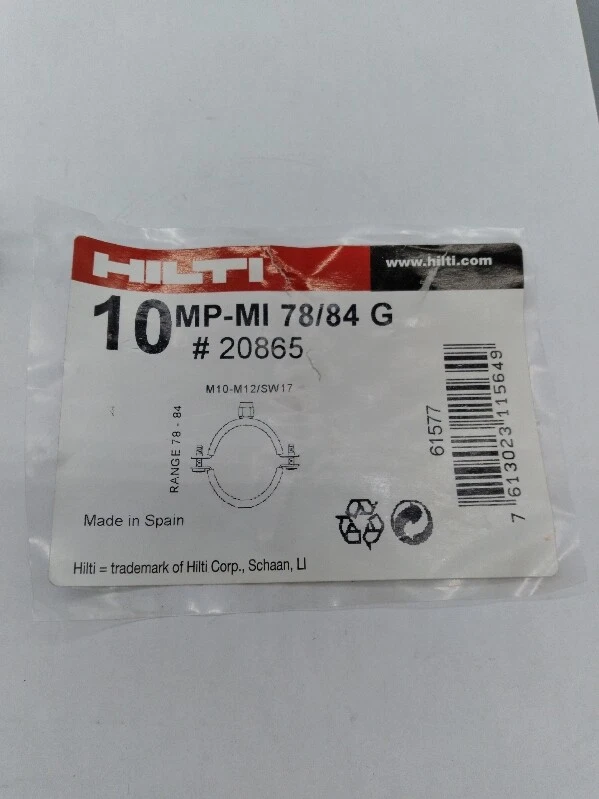 HILTI
www.hilti.com
10 MP-MI 78/84 G
# 20865
M10-M12/SW17
RANGE 78 - 84
61577
7 613023 115649
Made in Spain
Hilti = trademark of Hilti Corp., Schaan, LI